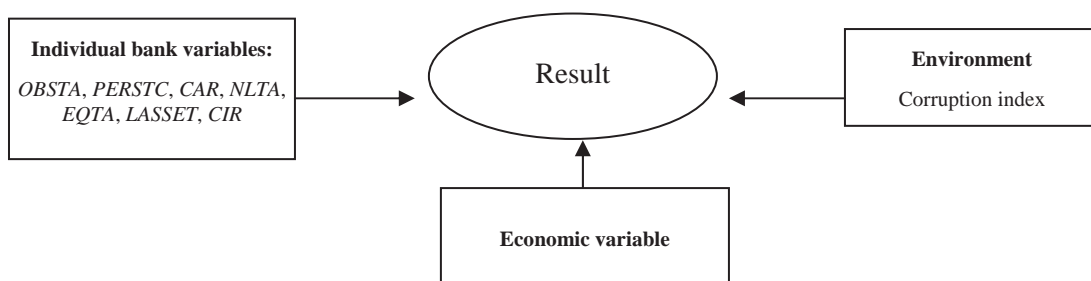 Individual bank variables:
OBSTA, PERSTC, CAR, NLTA,
EQTA, LASSET, CIR
Result
Environment
Corruption index
Economic variable